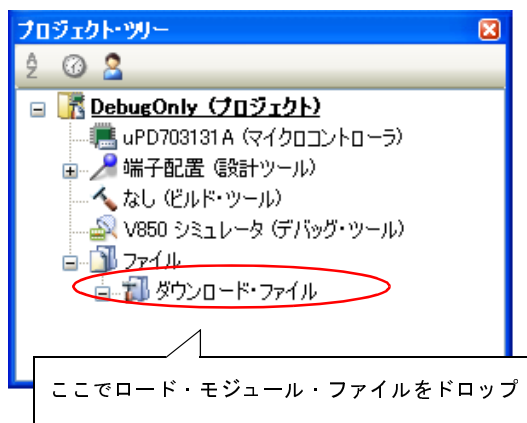 プロジェクト・ツリー
DebugOnly (プロジェクト)
uPD703131A (マイクロコントローラ)
端子配置 (設計ツール)
なし (ビルド・ツール)
V850 シミュレータ (デバッグ・ツール)
ファイル
ダウンロード・ファイル
ここでロード・モジュール・ファイルをドロップ